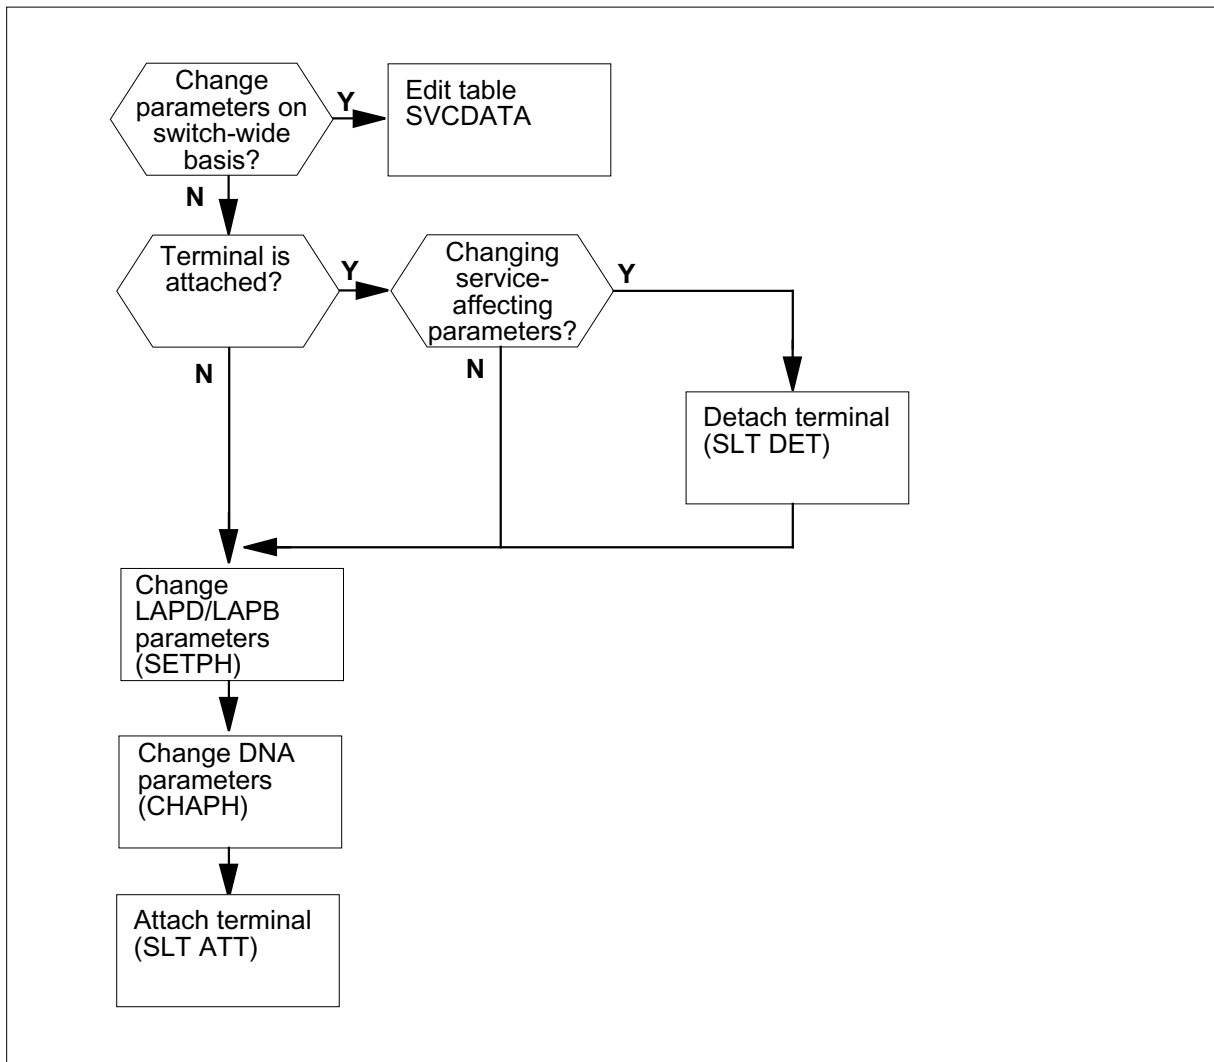 Change
parameters on
switch-wide
basis?
Y
Edit table
SVCDATA
N
Terminal is
attached?
Y
Changing
service-
affecting
parameters?
Y
N
N
Detach terminal
(SLT DET)
Change
LAPD/LAPB
parameters
(SETPH)
Change DNA
parameters
(CHAPH)
Attach terminal
(SLT ATT)